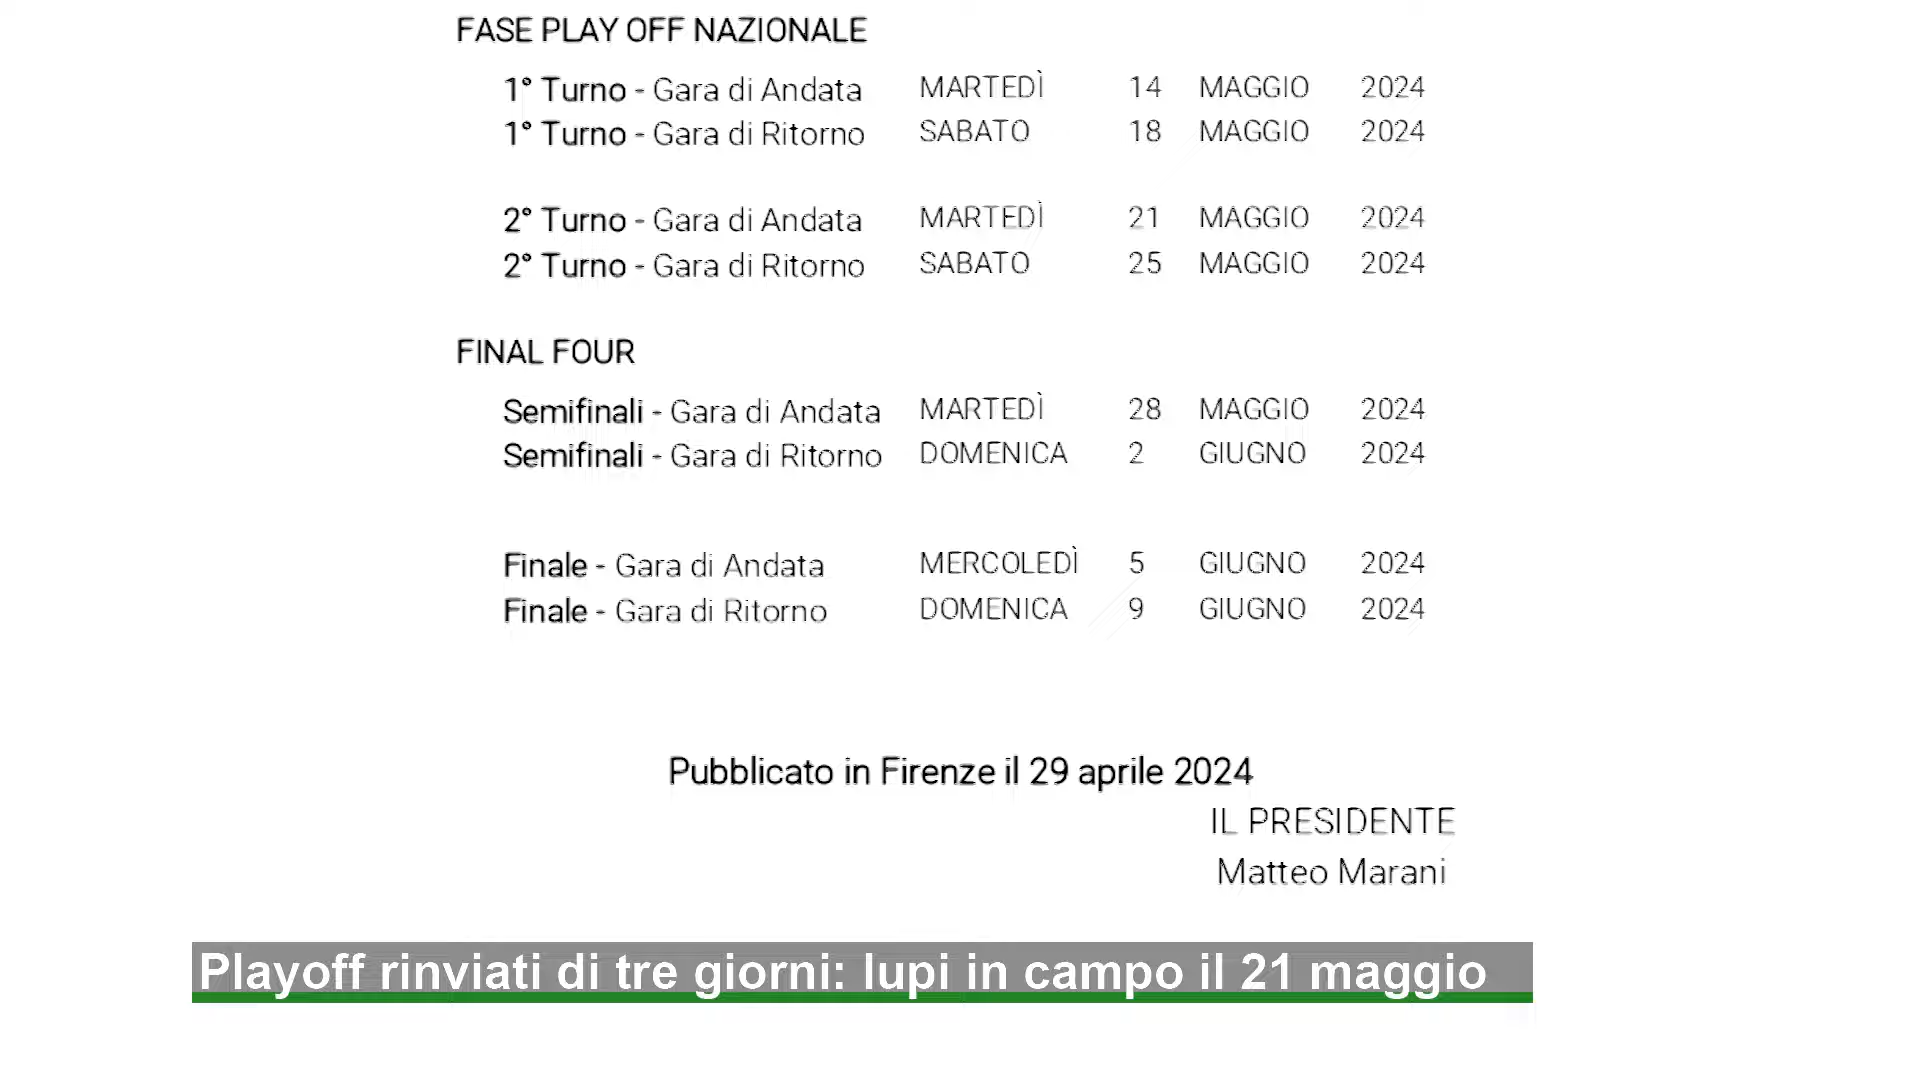 FASE PLAY OFF NAZIONALE
1° Turno - Gara di Andata MARTEDÌ 14 MAGGIO 2024
1° Turno - Gara di Ritorno SABATO 18 MAGGIO 2024
2° Turno - Gara di Andata MARTEDÌ 21 MAGGIO 2024
2° Turno - Gara di Ritorno SABATO 25 MAGGIO 2024
FINAL FOUR
Semifinali - Gara di Andata MARTEDÌ 28 MAGGIO 2024
Semifinali - Gara di Ritorno DOMENICA 2 GIUGNO 2024
Finale - Gara di Andata MERCOLEDÌ 5 GIUGNO 2024
Finale - Gara di Ritorno DOMENICA 9 GIUGNO 2024
Pubblicato in Firenze il 29 aprile 2024
IL PRESIDENTE
Matteo Marani
Playoff rinviati di tre giorni: lupi in campo il 21 maggio